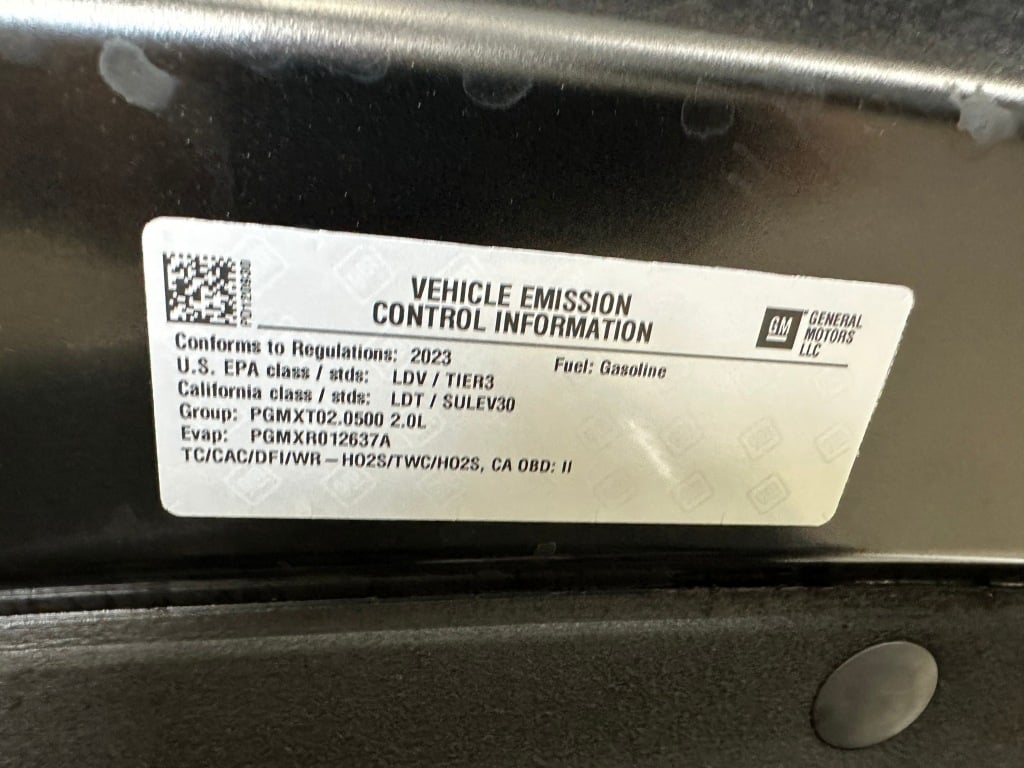 VEHICLE EMISSION
CONTROL INFORMATION
GM GENERAL
MOTORS
LLC
Conforms to Regulations: 2023
Fuel: Gasoline
U.S. EPA class / stds: LDV / TIER3
California class / stds: LDT / SULEV30
Group: PGMXT02.0500 2.0L
Evap: PGMXR012637A
TC/CAC/DFI/WR – HO2S/TWC/HO2S, CA OBD: II